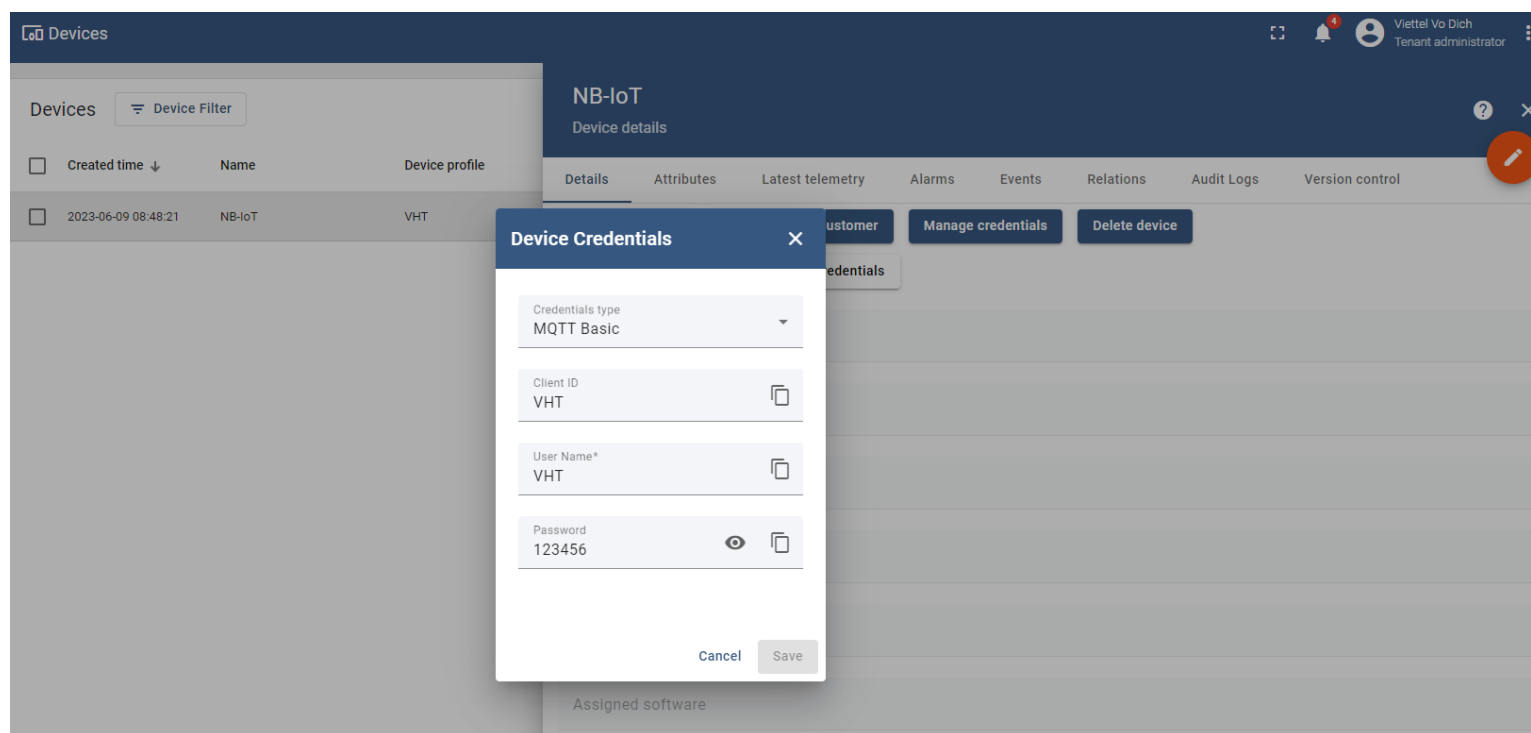 Devices
Viettel Vo Dich
Tenant administrator
4
Devices
Device Filter
Created time
Name
Device profile
2023-06-09 08:48:21
NB-IoT
VHT
NB-IoT
Device details
Details
Attributes
Latest telemetry
Alarms
Events
Relations
Audit Logs
Version control
ustomer
Manage credentials
Delete device
edentials
Device Credentials
Credentials type
MQTT Basic
Client ID
VHT
User Name*
VHT
Password
123456
Cancel
Save
Assigned software